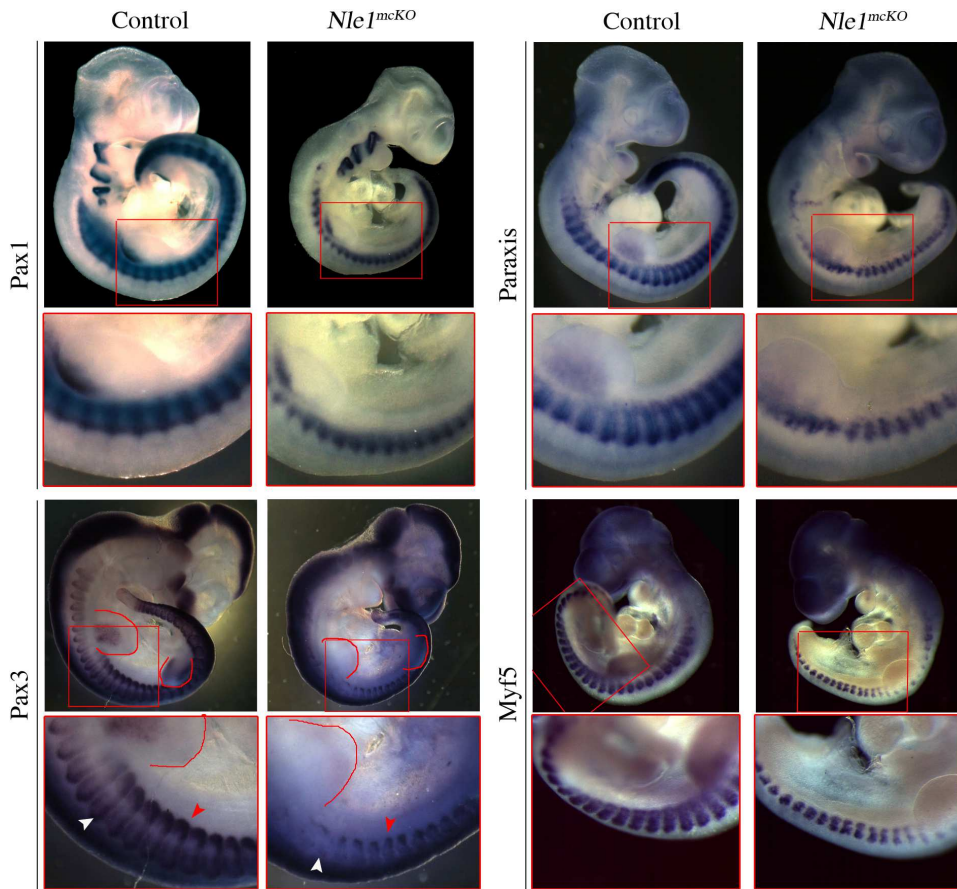 Control
Nle1mcKO
Control
Nle1mcKO
Pax1
Paraxis
Pax3
Myf5